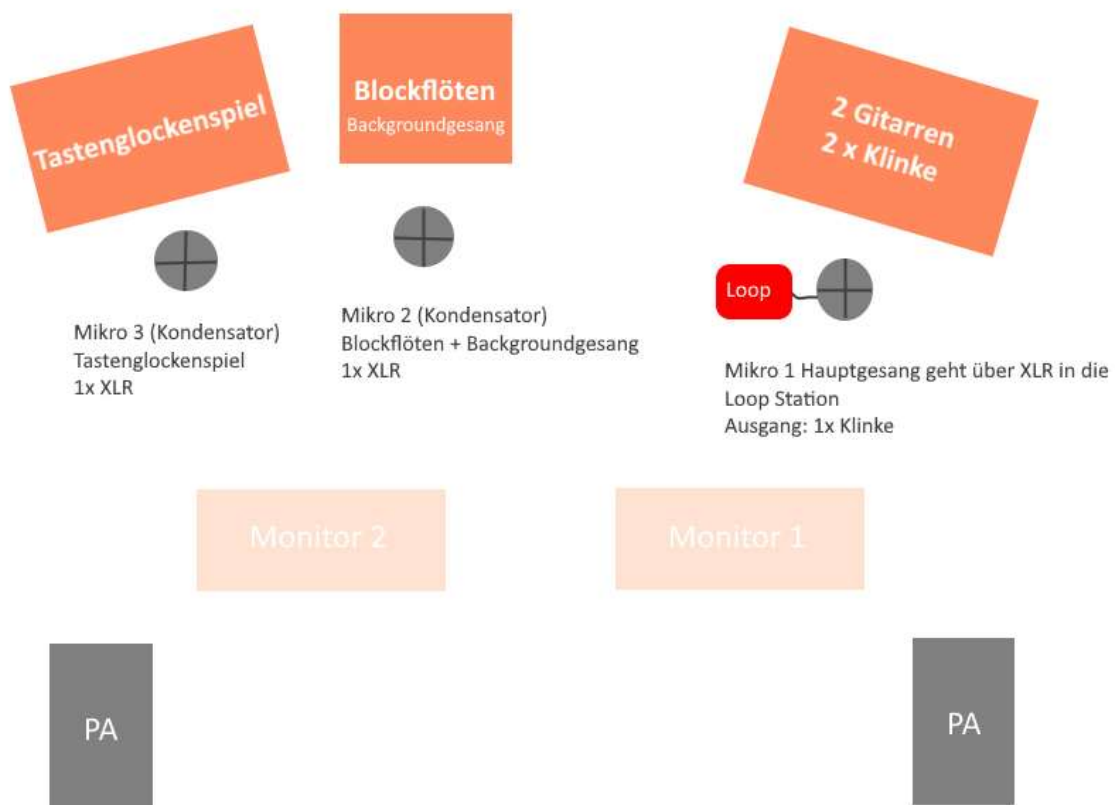 Tastenglockenspiel
Blockflöten
Backgroundgesang
2 Gitarren
2 x Klinke
Loop
Mikro 3 (Kondensator)
Tastenglockenspiel
1x XLR
Mikro 2 (Kondensator)
Blockflöten + Backgroundgesang
1x XLR
Mikro 1 Hauptgesang geht über XLR in die
Loop Station
Ausgang: 1x Klinke
Monitor 2
Monitor 1
PA
PA